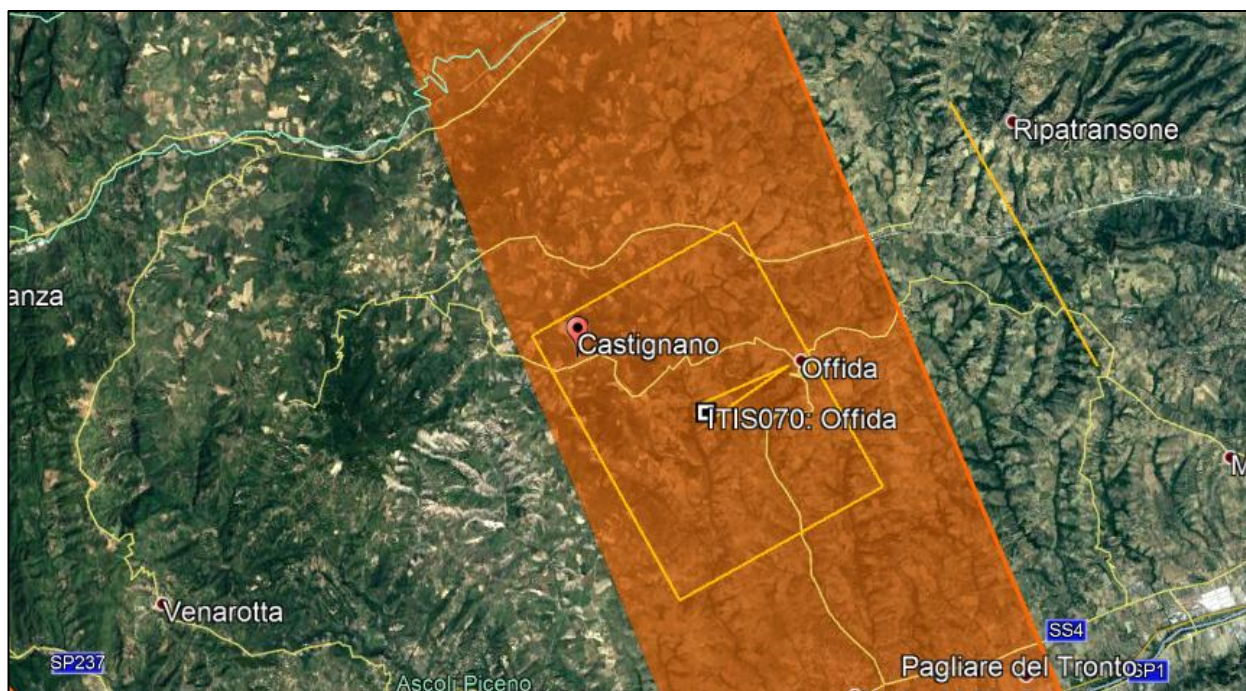 Ripatransone
anza
Castignano
Offida
ITIS070: Offida
M
Venarotta
SS4
SP237
Pagliare del Tronto
SP1
Ascoli Piceno